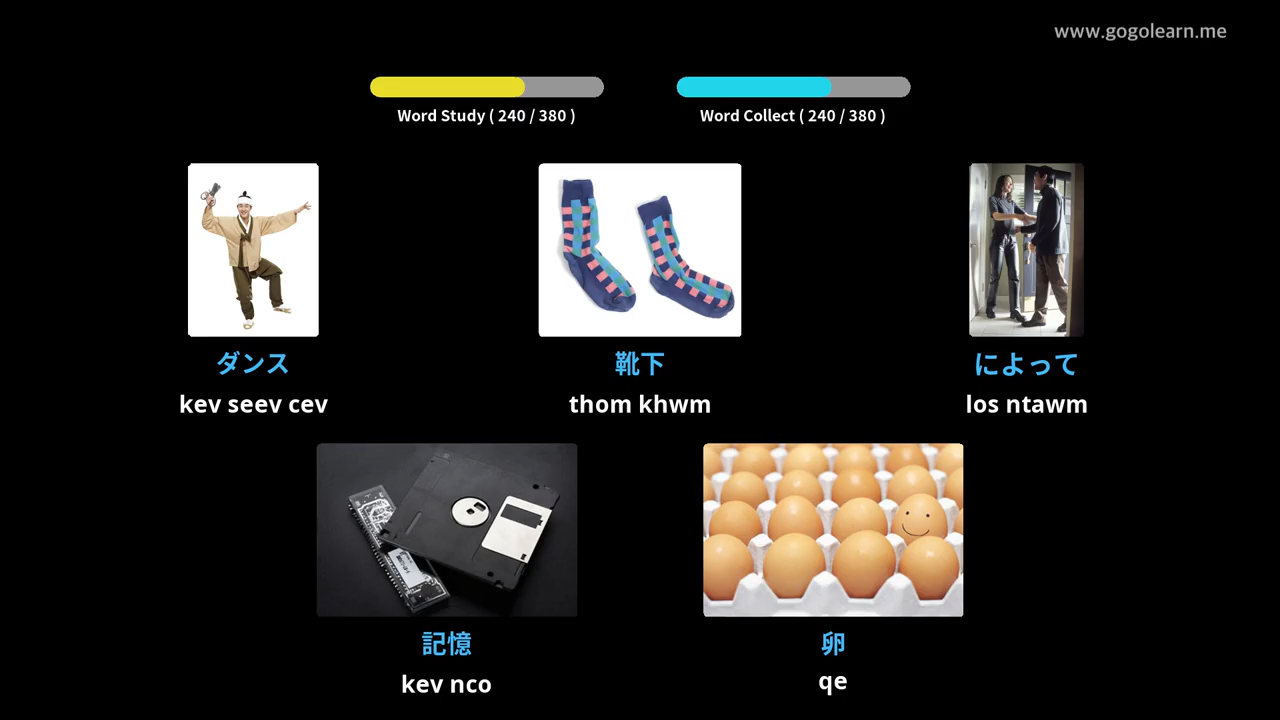 www.gogolearn.me
Word Study ( 240 / 380 )
Word Collect ( 240 / 380 )
ダンス
kev seev cev
靴下
thom khwm
によって
los ntawm
記憶
kev nco
卵
qe